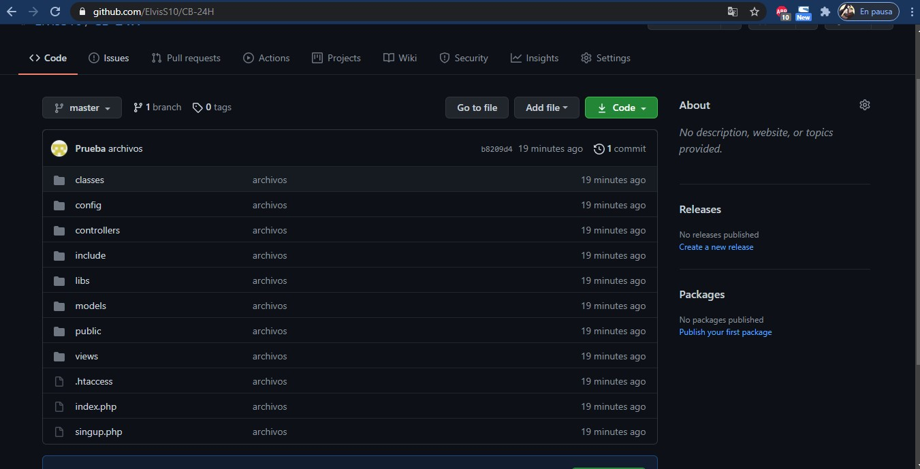 github.com/ElvisS10/CB-24H
10
New
En pausa
Code
Issues
Pull requests
Actions
Projects
Wiki
Security
Insights
Settings
master
1 branch
0 tags
Go to file
Add file
Code
About
No description, website, or topics
provided.
Prueba archivos
b8209d4 19 minutes ago 1 commit
classes archivos 19 minutes ago
config archivos 19 minutes ago
controllers archivos 19 minutes ago
include archivos 19 minutes ago
libs archivos 19 minutes ago
models archivos 19 minutes ago
public archivos 19 minutes ago
views archivos 19 minutes ago
.htaccess archivos 19 minutes ago
index.php archivos 19 minutes ago
singup.php archivos 19 minutes ago
Releases
No releases published
Create a new release
Packages
No packages published
Publish your first package